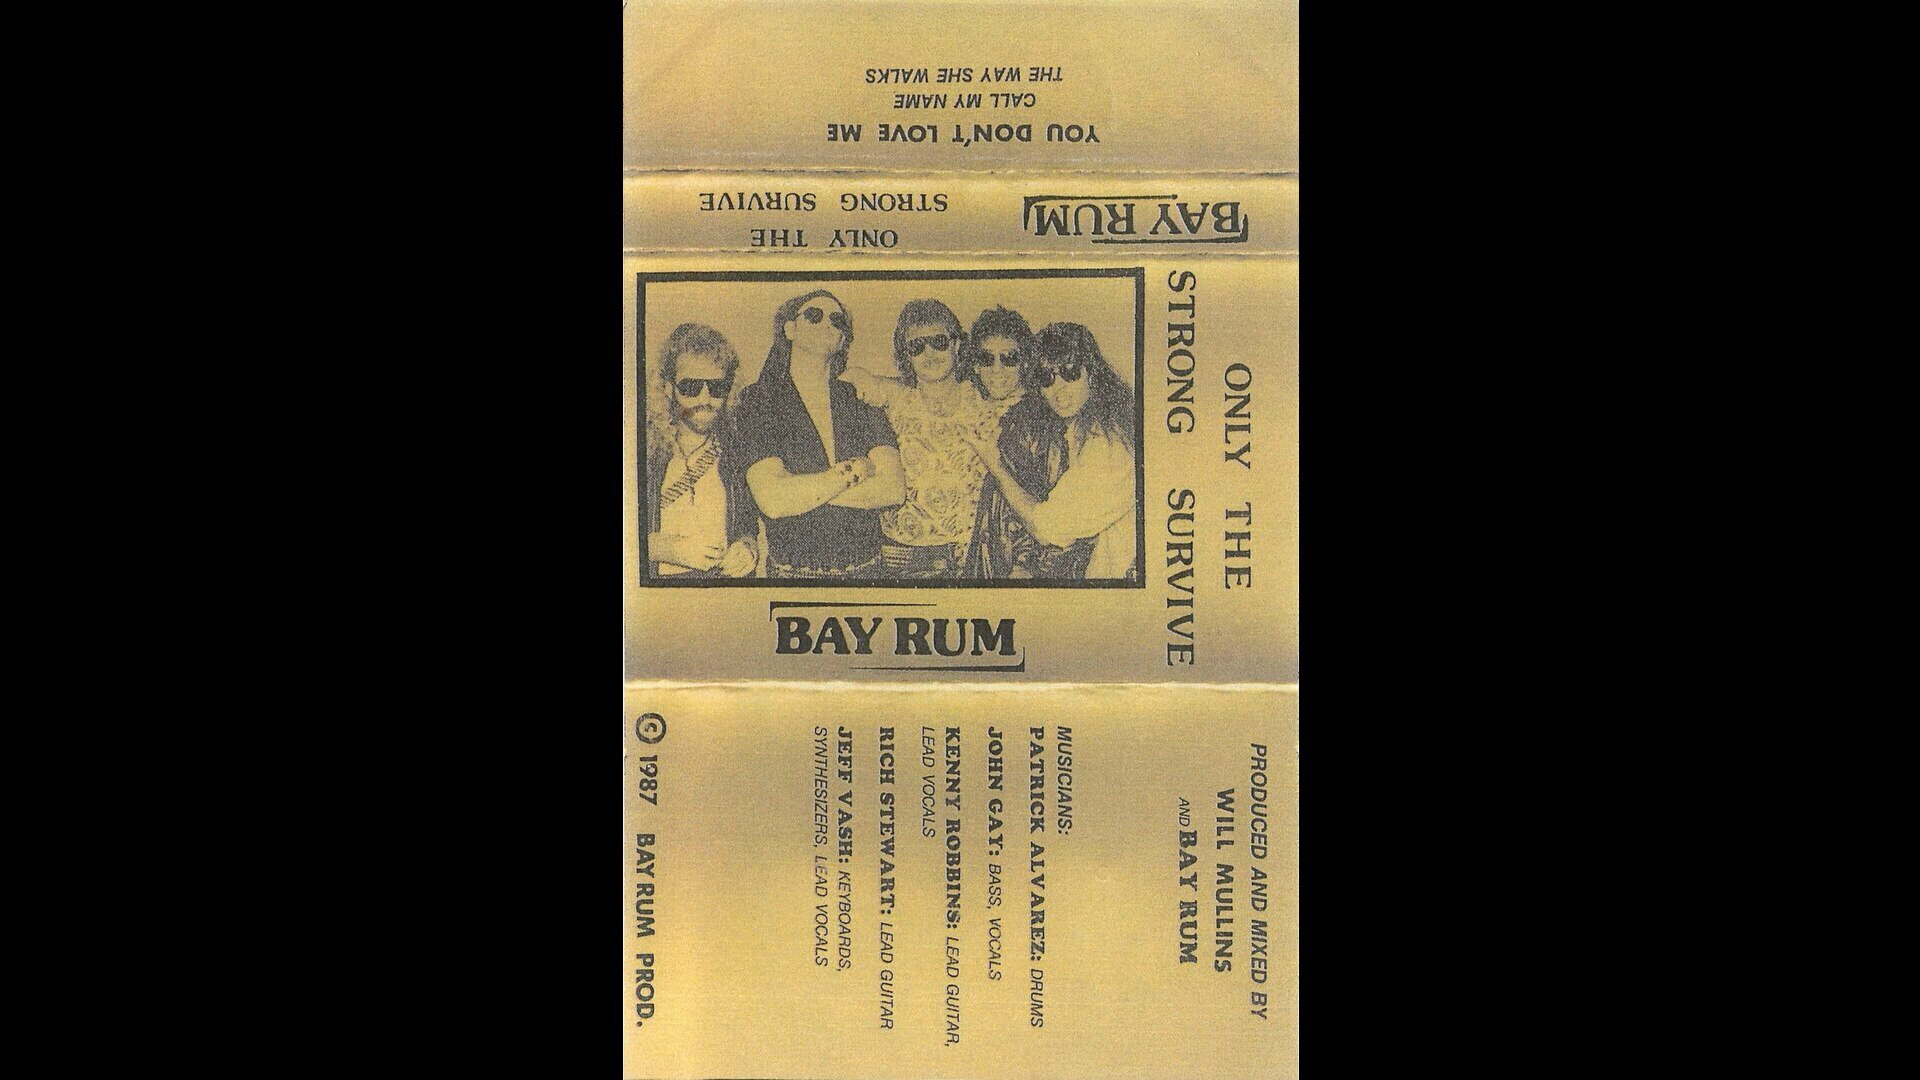 YOU DON'T LOVE ME
CALL MY NAME
THE WAY SHE WALKS
BAY RUM
ONLY THE
STRONG SURVIVE
ONLY THE
STRONG SURVIVE
BAY RUM
PRODUCED AND MIXED BY
WILL MULLINS
AND BAY RUM
MUSICIANS:
PATRICK ALVAREZ: DRUMS
JOHN GAY: BASS, VOCALS
KENNY ROBBINS: LEAD GUITAR,
LEAD VOCALS
RICH STEWART: LEAD GUITAR
JEFF VASH: KEYBOARDS,
SYNTHESIZERS, LEAD VOCALS
© 1987 BAY RUM PROD.